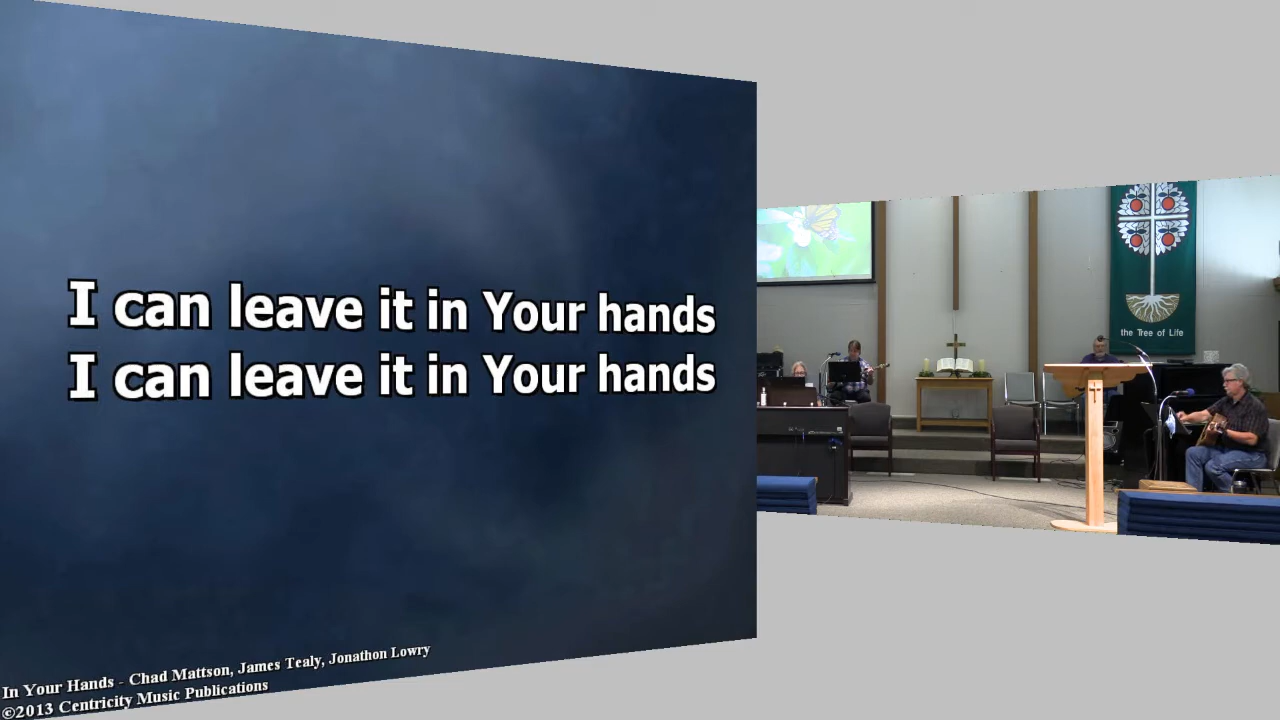 I can leave it in Your hands
I can leave it in Your hands
In Your Hands - Chad Mattson, James Tealy, Jonathon Lowry
©2013 Centricity Music Publications
the Tree of Life